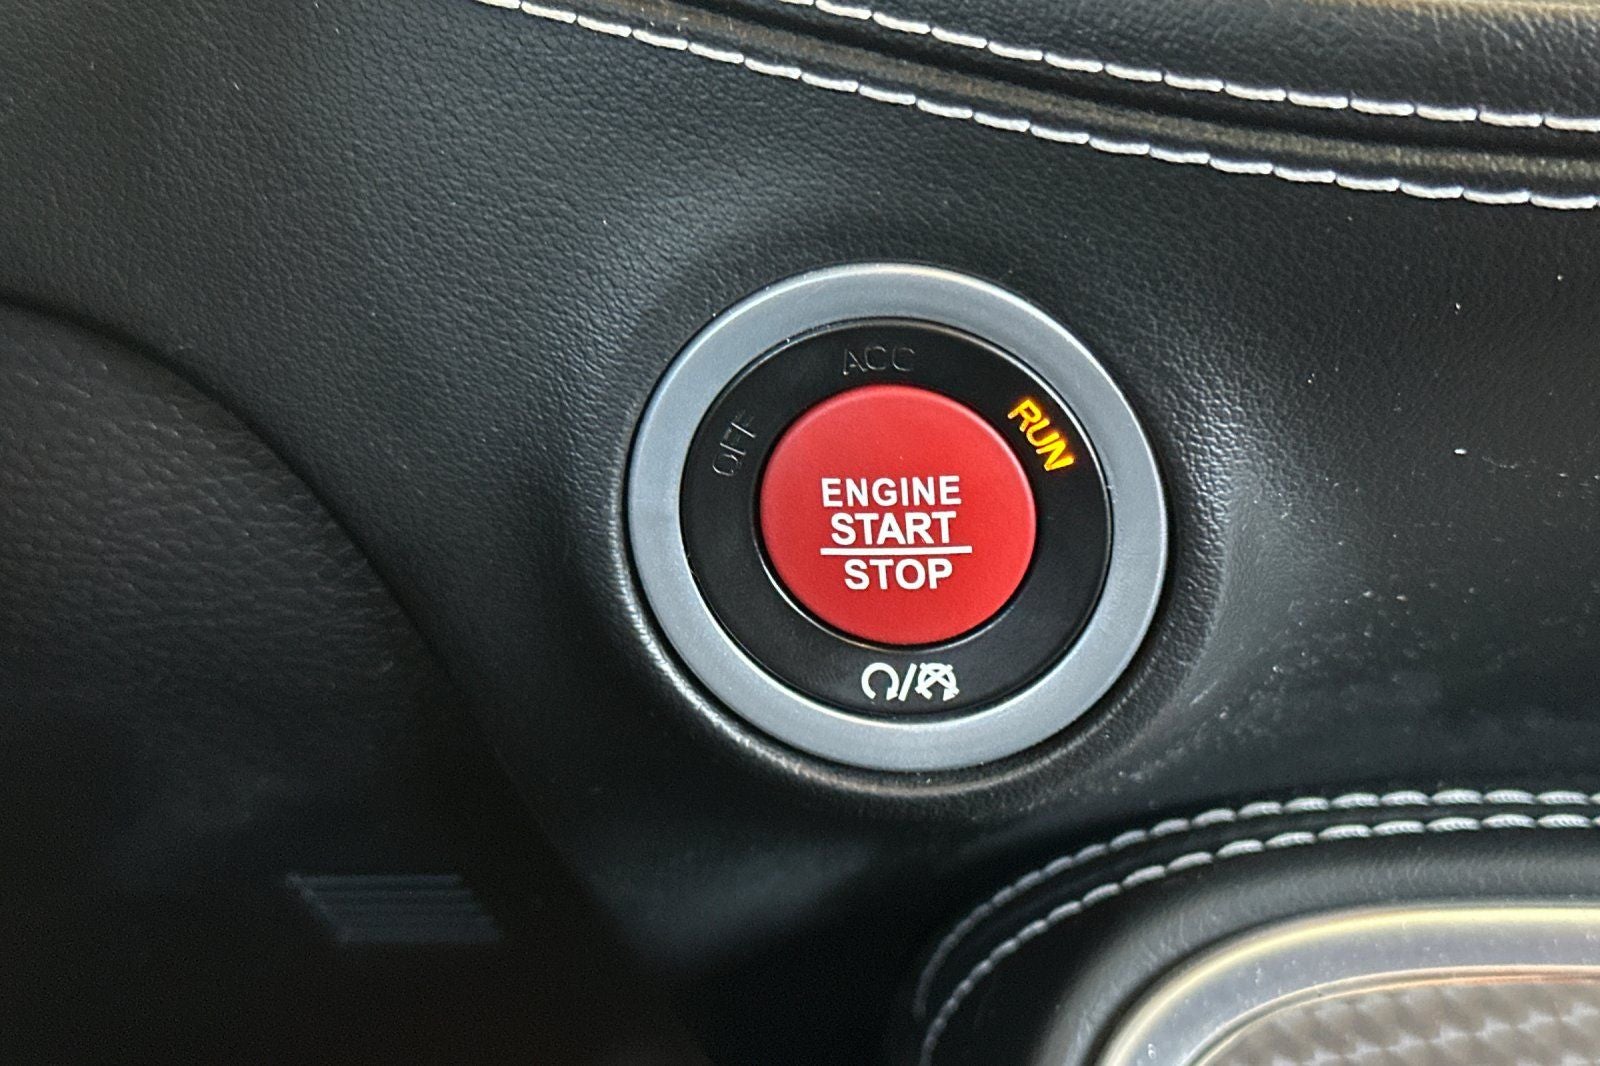 ACC
OFF
RUN
ENGINE
START
STOP